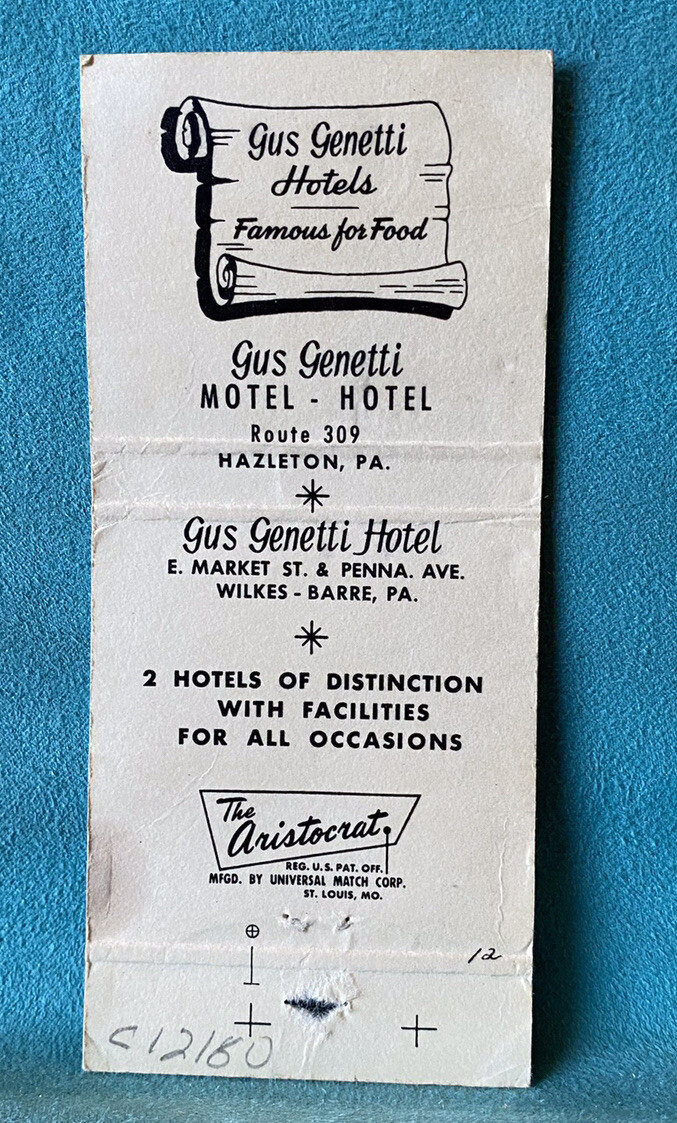 Gus Genetti
Hotels
Famous for Food
Gus Genetti
MOTEL - HOTEL
Route 309
HAZLETON, PA.
Gus Genetti Hotel
E. MARKET ST. & PENNA. AVE.
WILKES - BARRE, PA.
2 HOTELS OF DISTINCTION
WITH FACILITIES
FOR ALL OCCASIONS
The
Aristocrat
REG. U.S. PAT. OFF.
MFGD. BY UNIVERSAL MATCH CORP.
ST. LOUIS, MO.
12
C12180